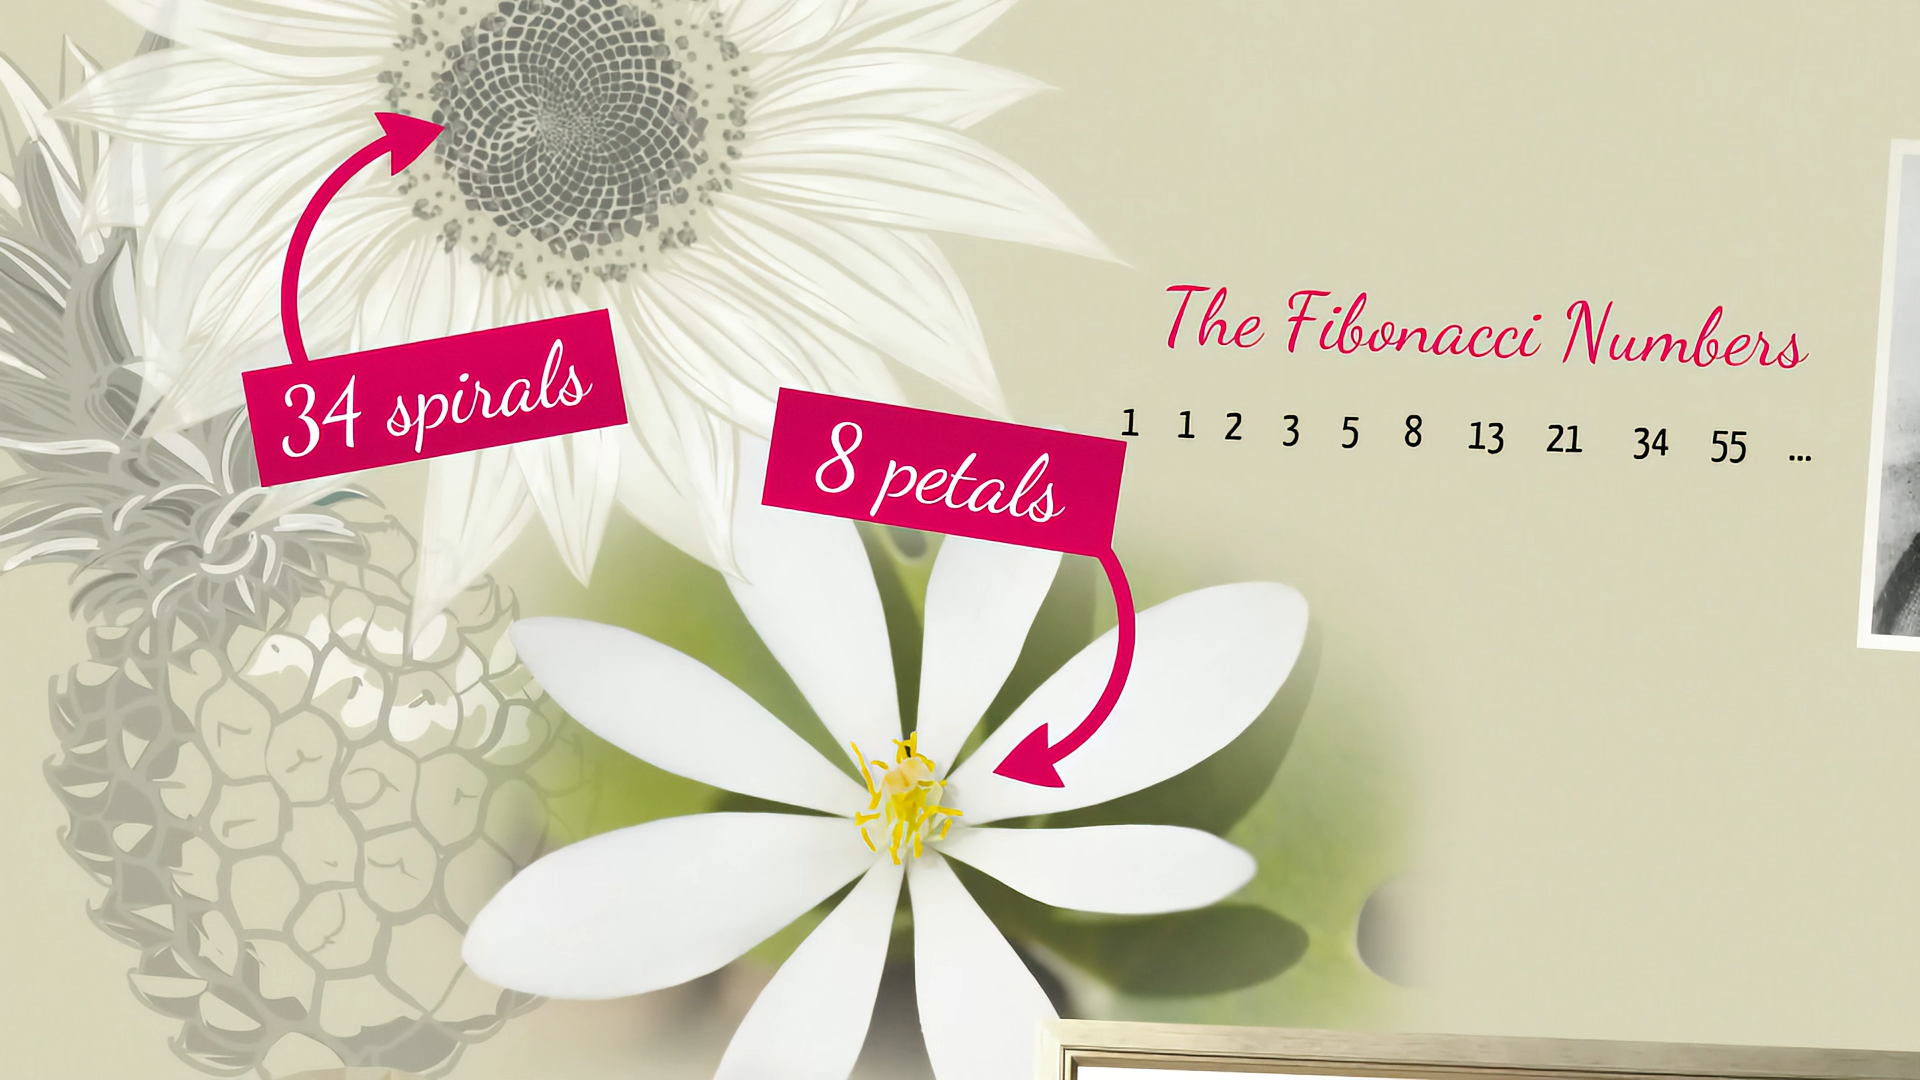 34 spirals
8 petals
The Fibonacci Numbers
1 1 2 3 5 8 13 21 34 55 ...